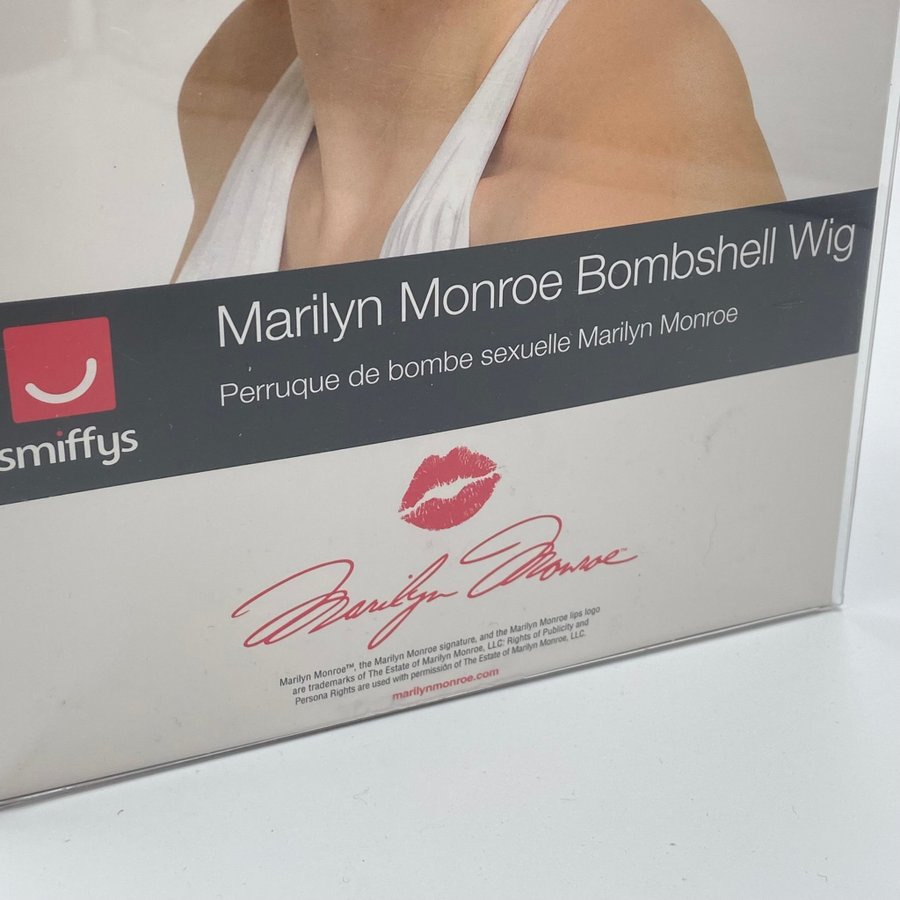 Marilyn Monroe Bombshell Wig
Perruque de bombe sexuelle Marilyn Monroe
smiffys
Marilyn Monroe™
Marilyn Monroe™, the Marilyn Monroe signature, and the Marilyn Monroe lips logo
are trademarks of The Estate of Marilyn Monroe, LLC: Rights of Publicity and
Persona Rights are used with permission of The Estate of Marilyn Monroe, LLC.
marilynmonroe.com